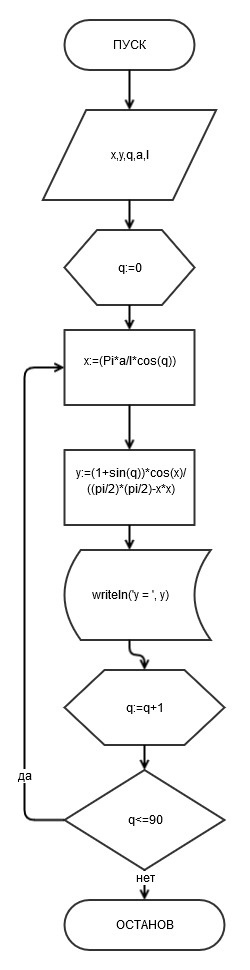 ПУСК
x,y,q,a,l
q:=0
x:=(Pi*a/l*cos(q))
y:=(1+sin(q))*cos(x)/
((pi/2)*(pi/2)-x*x)
writeln('y = ', y)
q:=q+1
q<=90
да
нет
ОСТАНОВ